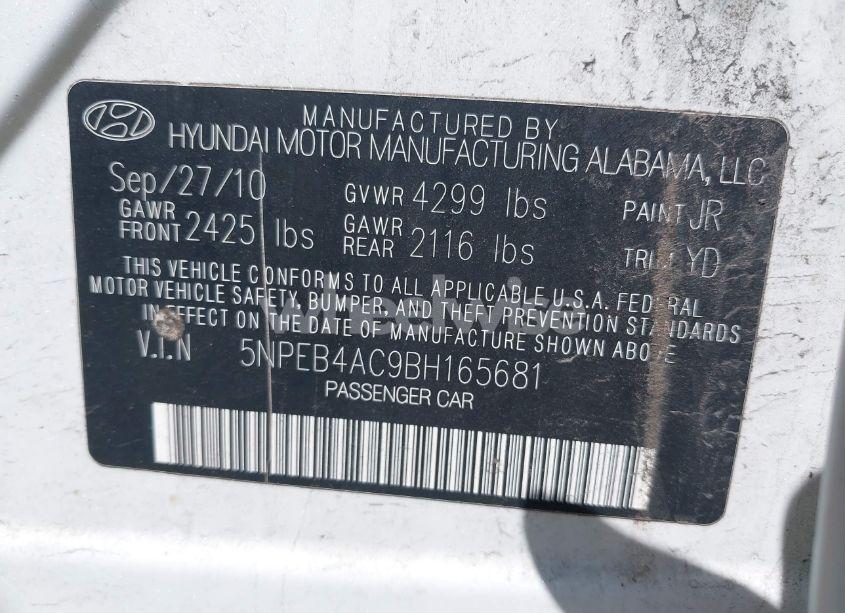 MANUFACTURED BY
HYUNDAI MOTOR MANUFACTURING ALABAMA, LLC
Sep/27/10 GVWR 4299 lbs PAINT JR
GAWR FRONT 2425 lbs GAWR REAR 2116 lbs TRIM YD
THIS VEHICLE CONFORMS TO ALL APPLICABLE U.S.A. FEDERAL
MOTOR VEHICLE SAFETY, BUMPER, AND THEFT PREVENTION STANDARDS
IN EFFECT ON THE DATE OF MANUFACTURE SHOWN ABOVE
V.I.N 5NPEB4AC9BH165681
PASSENGER CAR